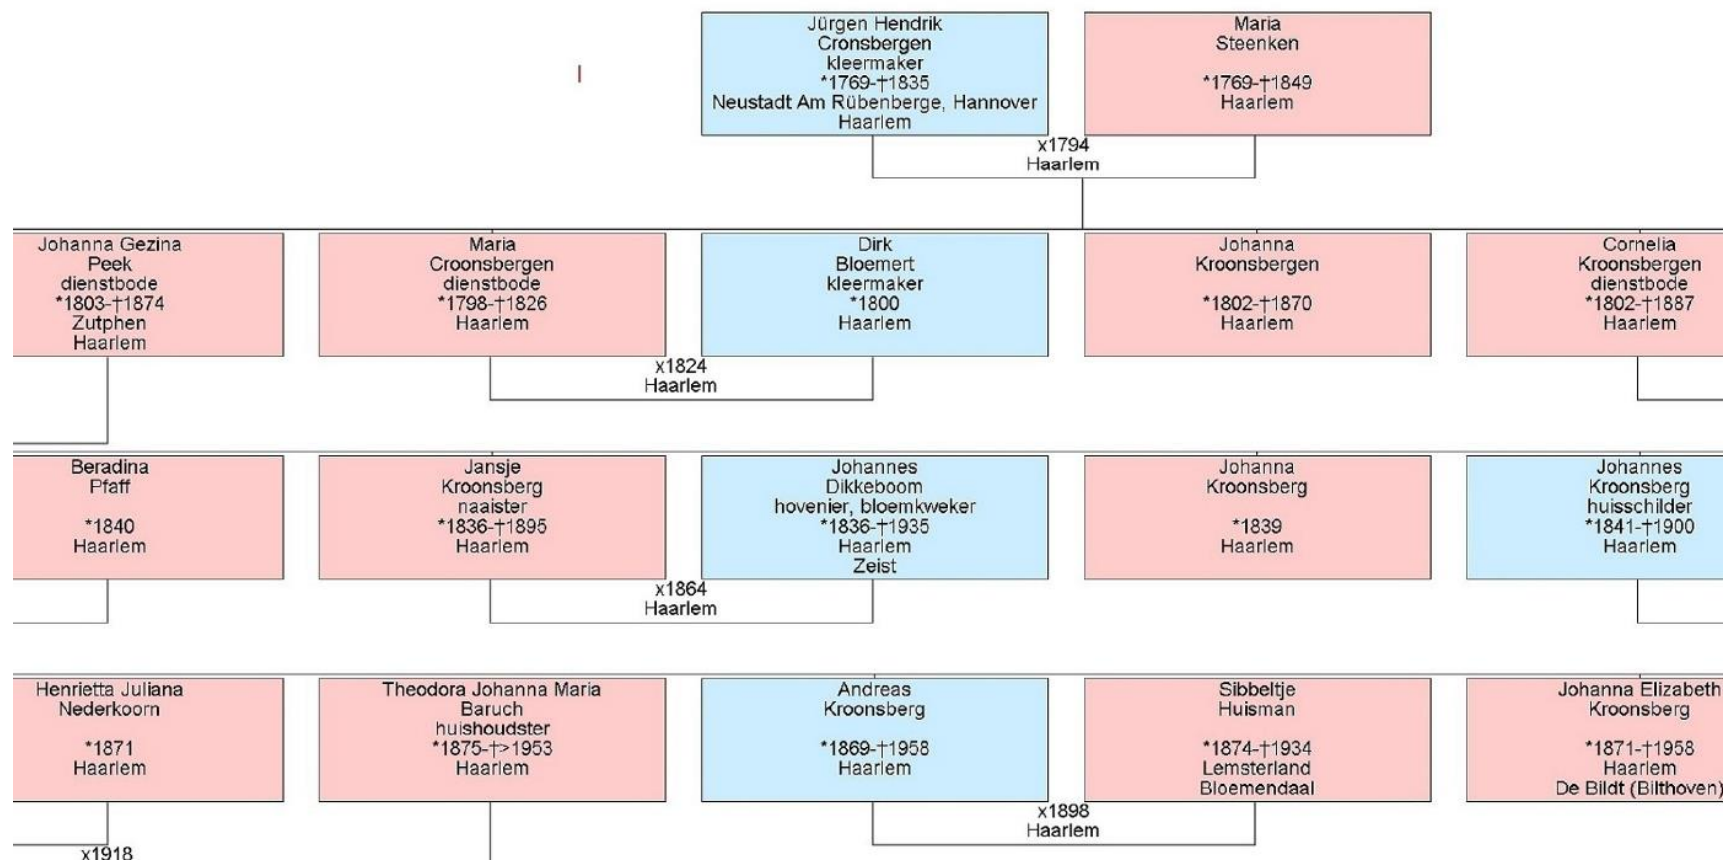 Jürgen Hendrik
Cronsbergen
kleermaker
*1769-†1835
Neustadt Am Rübenberge, Hannover
Haarlem
Maria
Steenken
*1769-†1849
Haarlem
x1794
Haarlem
Johanna Gezina
Peek
dienstbode
*1803-†1874
Zutphen
Haarlem
Maria
Croonsbergen
dienstbode
*1798-†1826
Haarlem
Dirk
Bloemert
kleermaker
*1800
Haarlem
Johanna
Kroonsbergen
*1802-†1870
Haarlem
Cornelia
Kroonsbergen
dienstbode
*1802-†1887
Haarlem
x1824
Haarlem
Beradina
Pfaff
*1840
Haarlem
Jansje
Kroonsberg
naaister
*1836-†1895
Haarlem
Johannes
Dikkeboom
hovenier, bloemkweker
*1836-†1935
Haarlem
Zeist
Johanna
Kroonsberg
*1839
Haarlem
Johannes
Kroonsberg
huisschilder
*1841-†1900
Haarlem
x1864
Haarlem
Henrietta Juliana
Nederkoorn
*1871
Haarlem
Theodora Johanna Maria
Baruch
huishoudster
*1875-†>1953
Haarlem
Andreas
Kroonsberg
*1869-†1958
Haarlem
Sibbeltje
Huisman
*1874-†1934
Lemsterland
Bloemendaal
Johanna Elizabeth
Kroonsberg
*1871-†1958
Haarlem
De Bildt (Bilthoven)
x1898
Haarlem
x1918